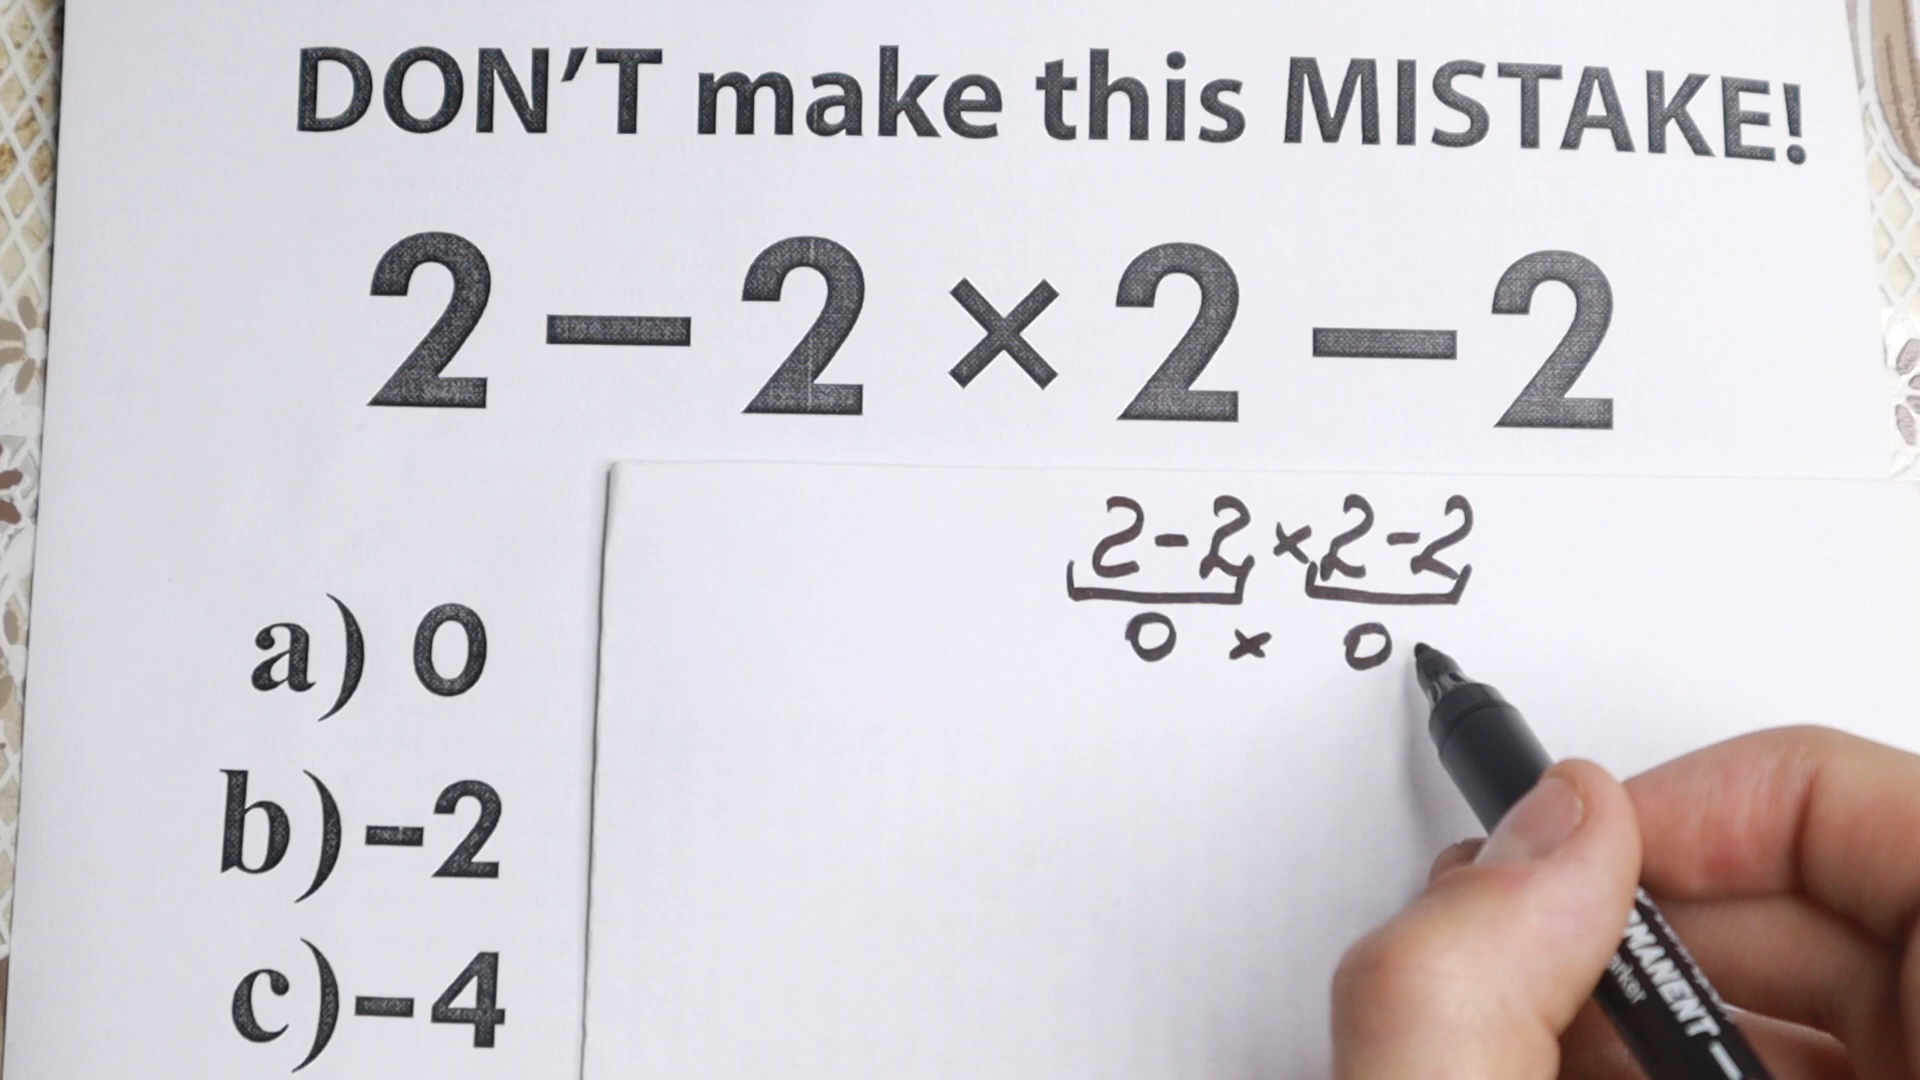 DON'T make this MISTAKE!
2 – 2 × 2 – 2
2-2×2-2
0 × 0
a) 0
b) -2
c) -4